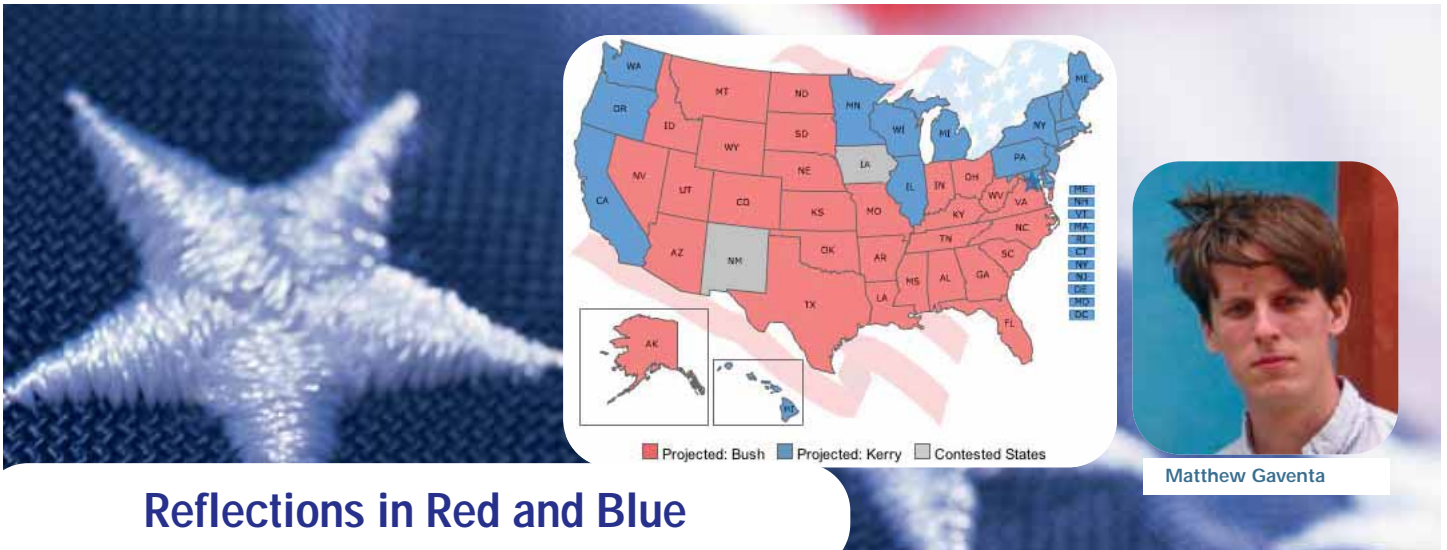 WA
MT
ND
MN
ME
OR
ID
SD
WI
MI
NY
WY
IA
PA
NV
NE
IL
IN
OH
UT
CO
WV
VA
CA
KS
MO
KY
NC
AZ
NM
OK
AR
TN
SC
TX
LA
MS
AL
GA
FL
AK
HI
ME
NH
VT
MA
RI
CT
NY
NJ
DE
MD
DC
Projected: Bush Projected: Kerry Contested States
Matthew Gaventa
Reflections in Red and Blue